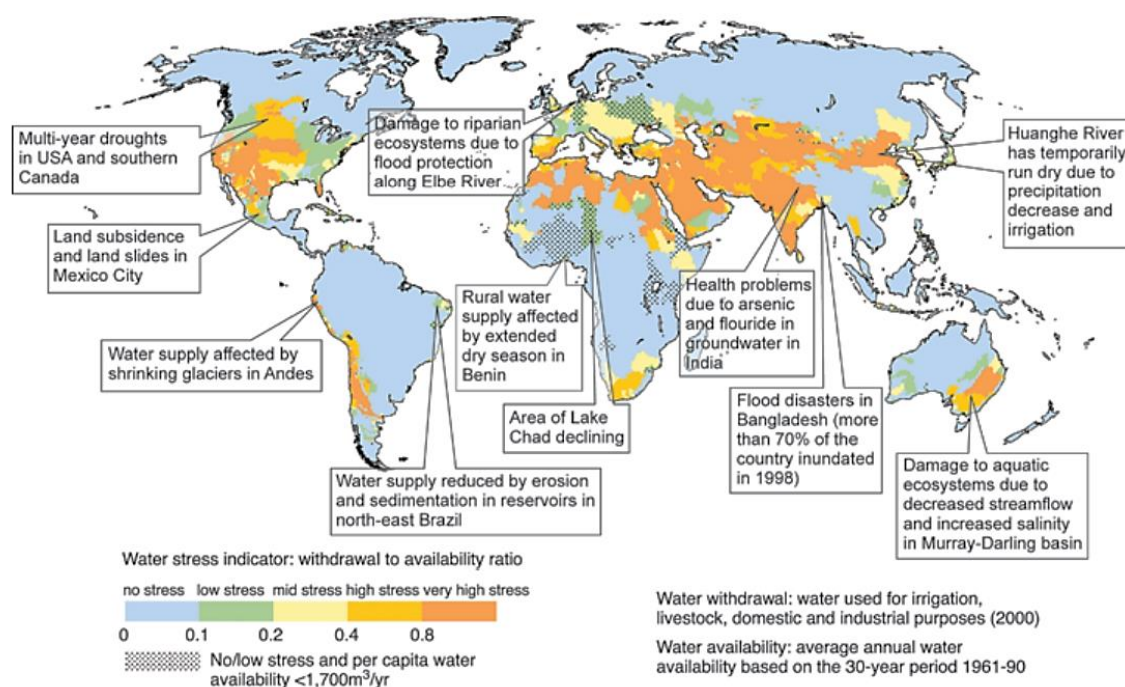 Multi-year droughts
in USA and southern
Canada
Damage to riparian
ecosystems due to
flood protection
along Elbe River
Huanghe River
has temporarily
run dry due to
precipitation
decrease and
irrigation
Land subsidence
and land slides in
Mexico City
Water supply affected by
shrinking glaciers in Andes
Rural water
supply affected
by extended
dry season in
Benin
Health problems
due to arsenic
and flouride in
groundwater in
India
Area of Lake
Chad declining
Flood disasters in
Bangladesh (more
than 70% of the
country inundated
in 1998)
Water supply reduced by erosion
and sedimentation in reservoirs in
north-east Brazil
Damage to aquatic
ecosystems due to
decreased streamflow
and increased salinity
in Murray-Darling basin
Water stress indicator: withdrawal to availability ratio
no stress low stress mid stress high stress very high stress
0 0.1 0.2 0.4 0.8
No/low stress and per capita water
availability <1,700m³/yr
Water withdrawal: water used for irrigation,
livestock, domestic and industrial purposes (2000)
Water availability: average annual water
availability based on the 30-year period 1961-90